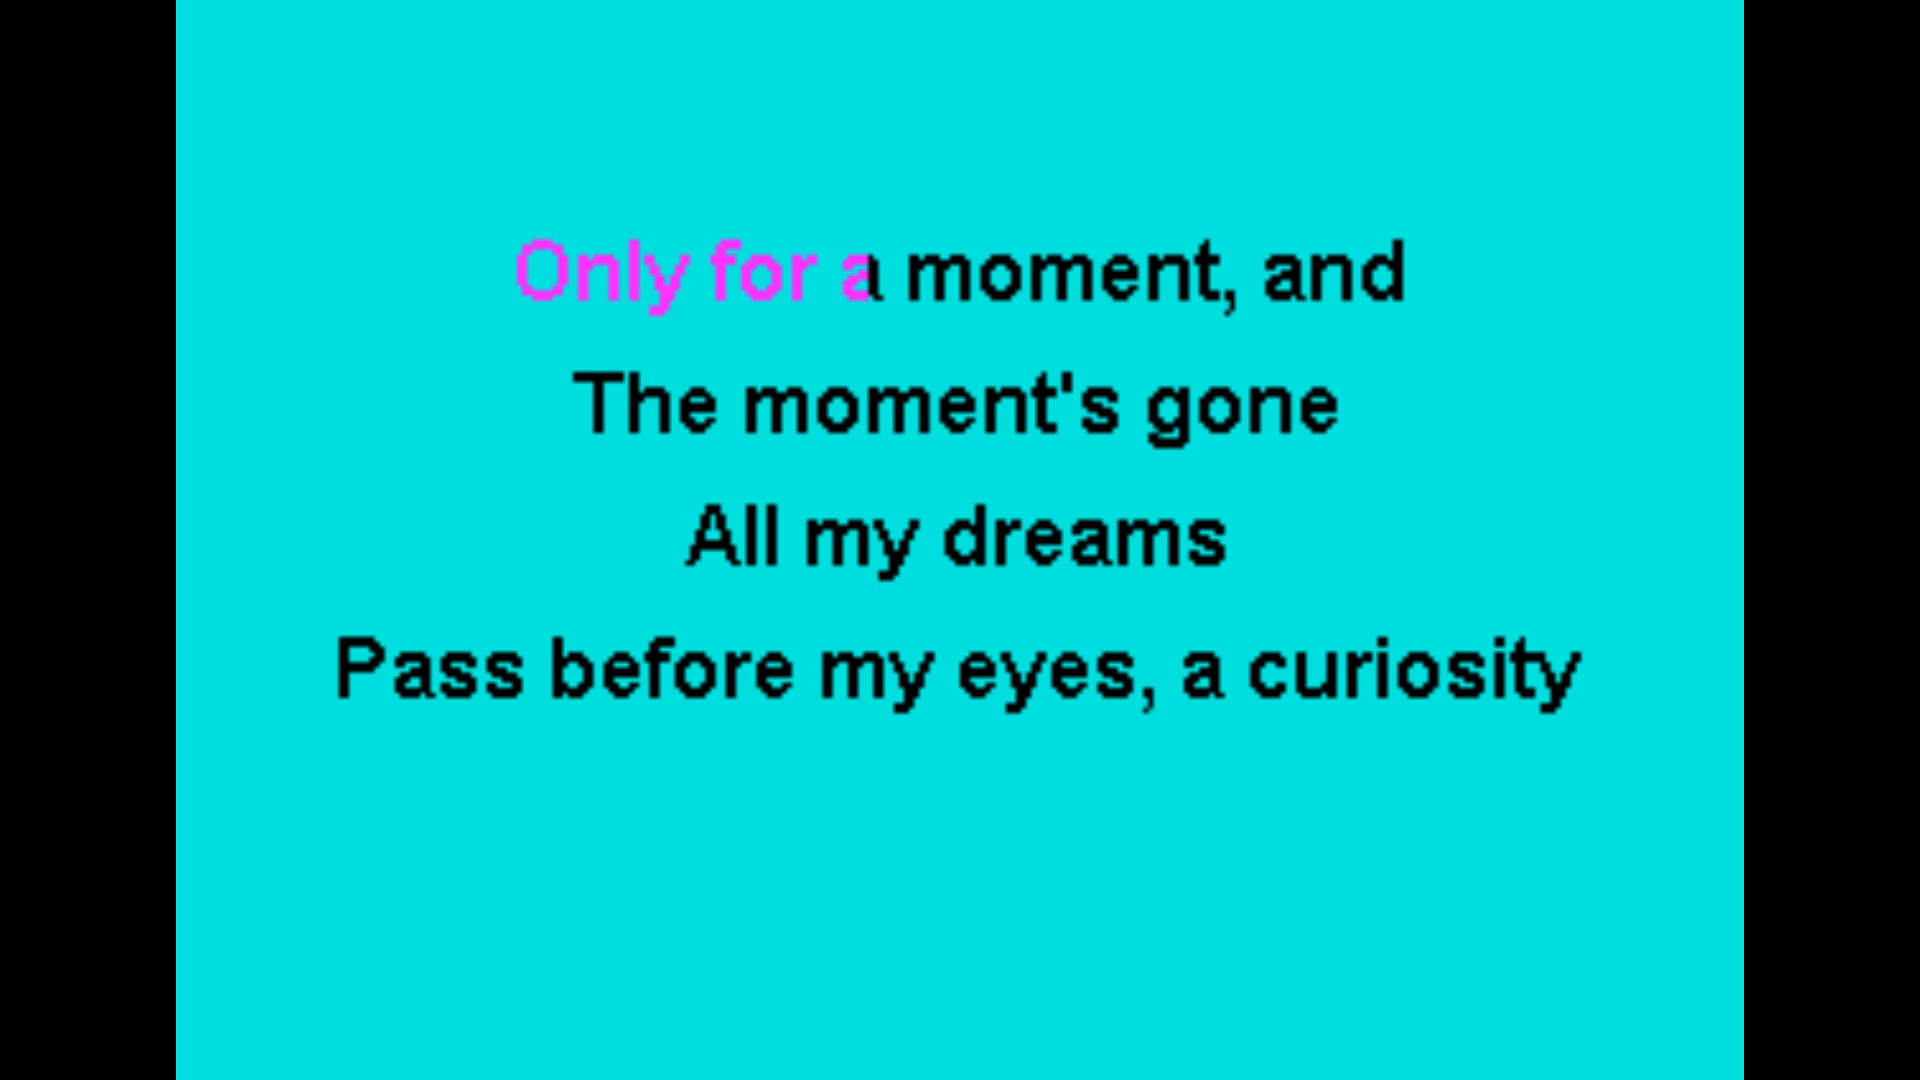 Only for a moment, and
The moment's gone
All my dreams
Pass before my eyes, a curiosity